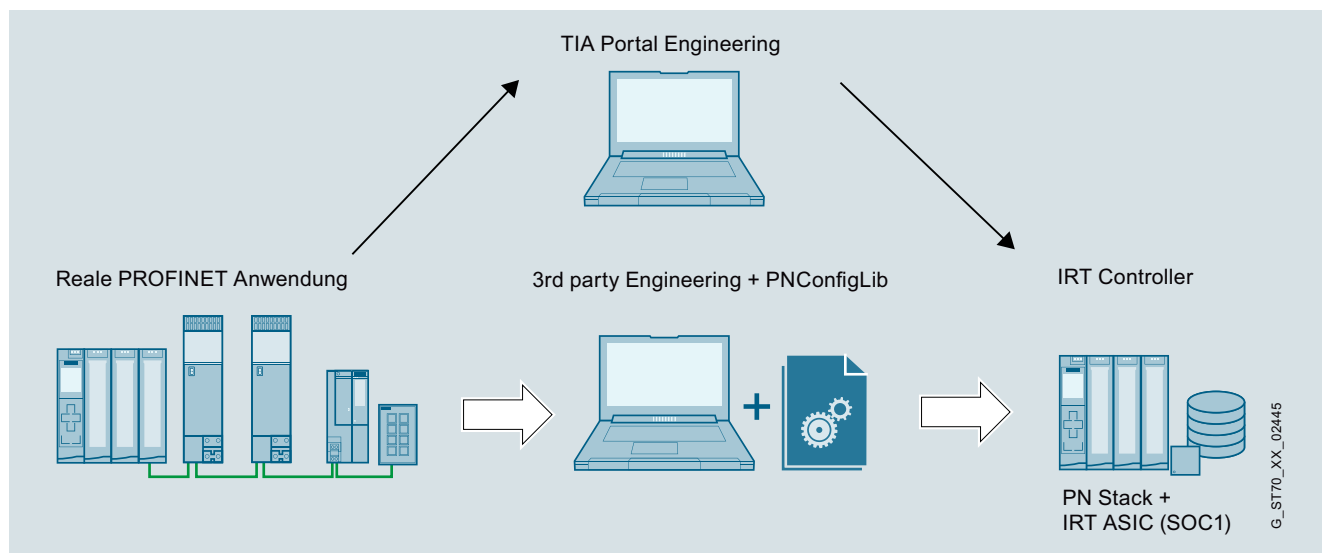 TIA Portal Engineering
Reale PROFINET Anwendung
3rd party Engineering + PNConfigLib
IRT Controller
PN Stack +
IRT ASIC (SOC1)
G_ST70_XX_02445